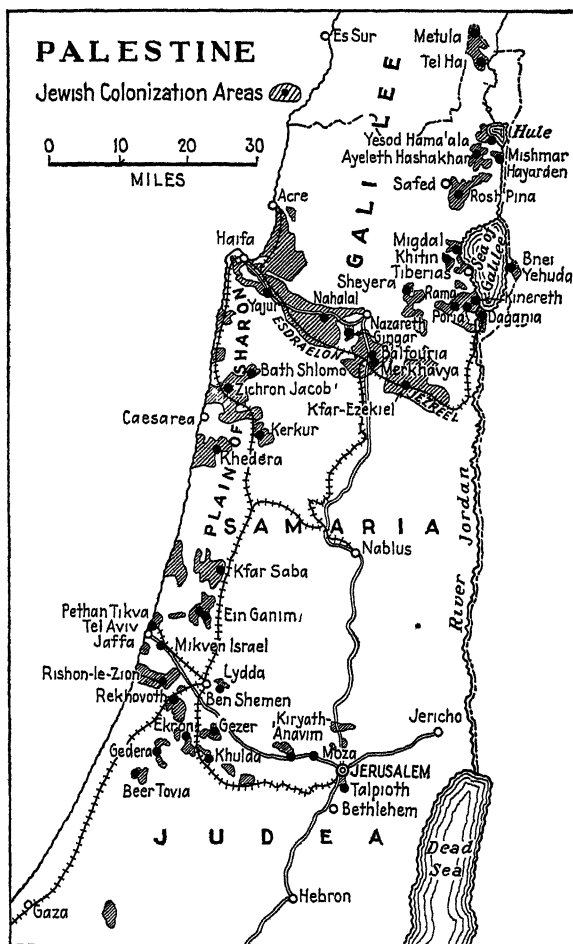 PALESTINE
Jewish Colonization Areas
0 10 20 30
MILES
Es Sur
Metula
Tel Ha
GALILEE
Hule
Yesod Hama'ala
Ayeleth Hashakhar
Mishmar
Hayarden
Safed
Rosh Pina
Acre
Haifa
Migdal
Khitin
Tiberias
Sea of
Galilee
Bnei
Yehuda
Sheyera
Rama
Kinereth
Poria
Dagania
Yajur
Nahalal
Nazareth
Gingar
ESDRAELON
Balfouria
Merkhavya
JEZREEL
Kfar-Ezekiel
PLAIN OF SHARON
Bath Shlomo
Zichron Jacob'
Caesarea
Kerkur
Khedera
SAMARIA
Nablus
River Jordan
Kfar Saba
Ein Ganim
Pethan Tikva
Tel Aviv
Jaffa
Mikven Israel
Rishon-le-Zion
Lydda
Rekhovoth
Ben Shemen
Ekron
Gezer
Kiryath-
Anavim
Jericho
Gedera
Khulda
Moza
JERUSALEM
Talpioth
Beer Tovia
Bethlehem
JUDEA
Dead
Sea
Hebron
Gaza